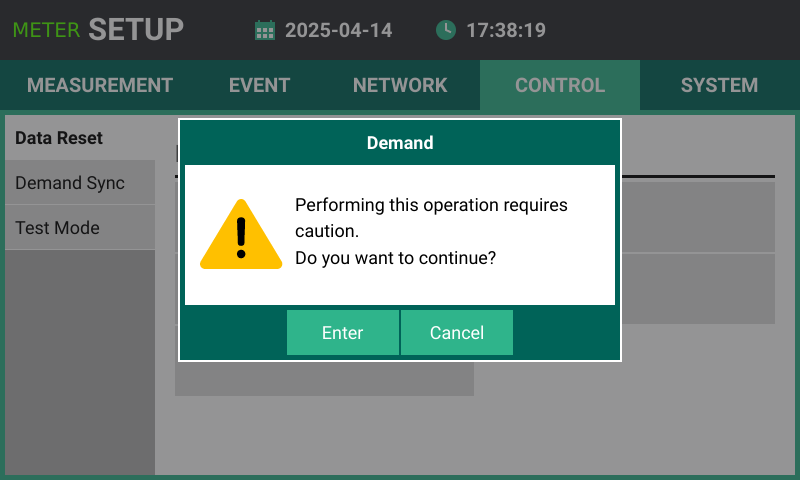 METER SETUP 2025-04-14 17:38:19
MEASUREMENT EVENT NETWORK CONTROL SYSTEM
Data Reset
Demand Sync
Test Mode
Demand
Performing this operation requires
caution.
Do you want to continue?
Enter Cancel